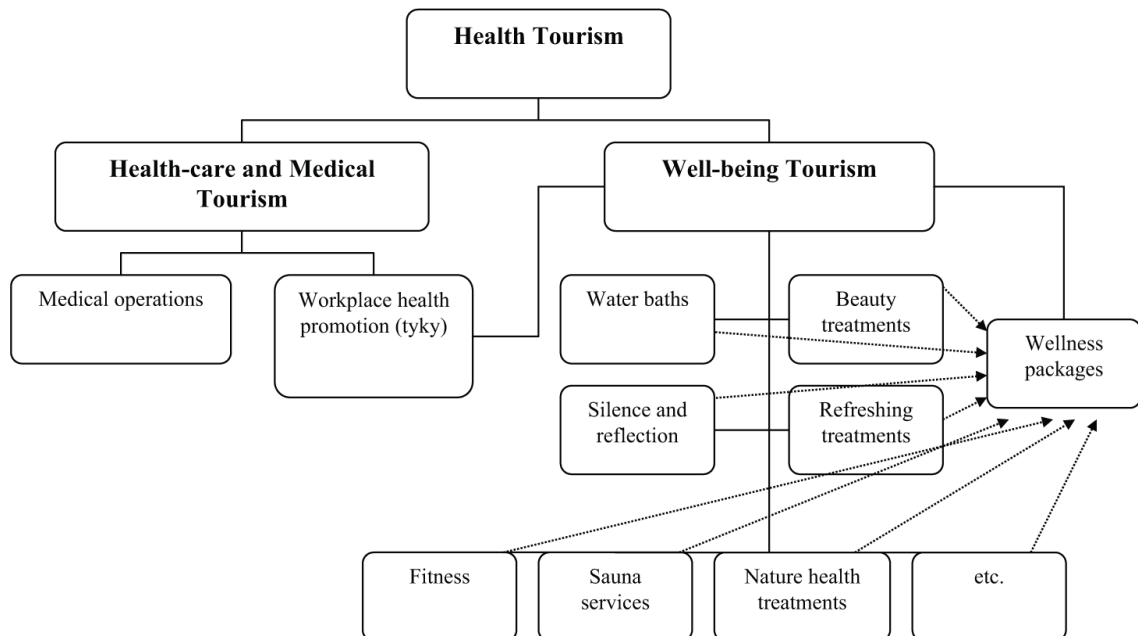 Health Tourism
Health-care and Medical
Tourism
Well-being Tourism
Medical operations
Workplace health
promotion (tyky)
Water baths
Beauty
treatments
Wellness
packages
Silence and
reflection
Refreshing
treatments
Fitness
Sauna
services
Nature health
treatments
etc.